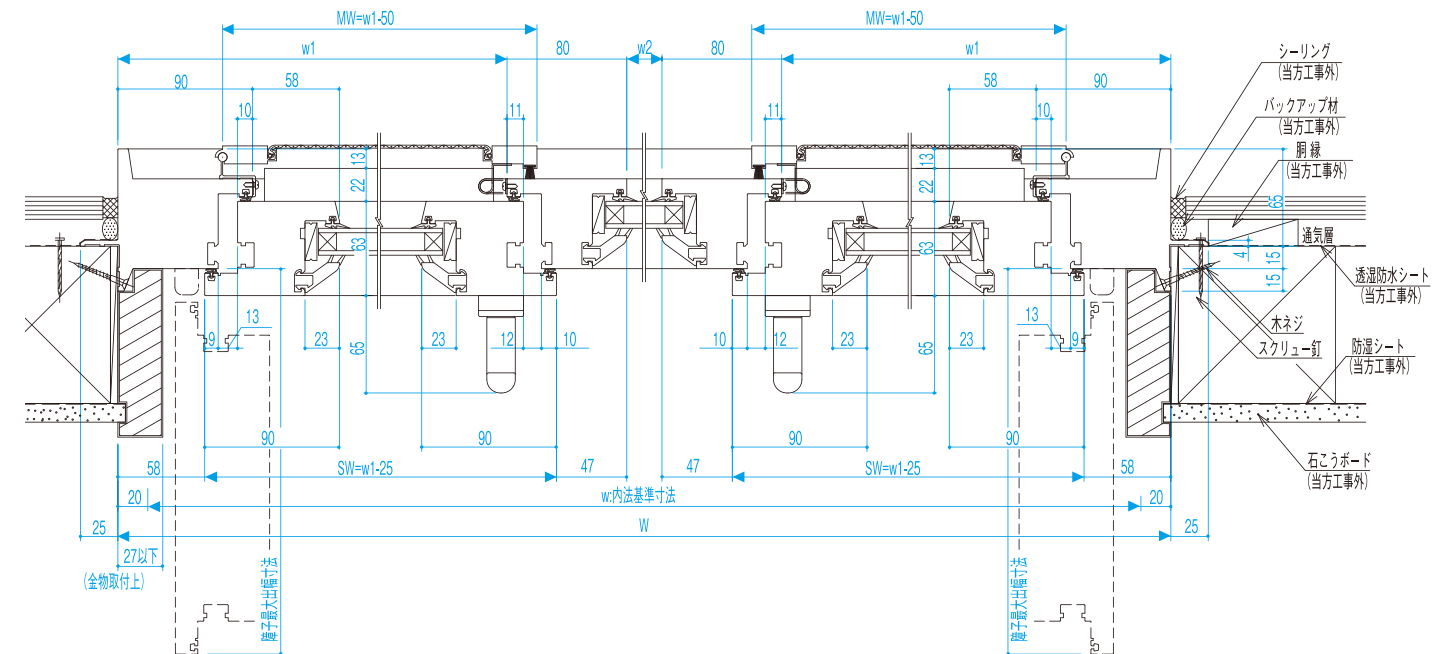 MW=w1-50
MW=w1-50
w1
80
w2
80
w1
90
58
58
90
10
11
11
10
シーリング
(当方工事外)
バックアップ材
(当方工事外)
胴縁
(当方工事外)
13
22
63
13
22
63
65
通気層
4
15
15
透湿防水シート
(当方工事外)
木ネジ
スクリュー釘
防湿シート
(当方工事外)
9
13
23
65
23
12
10
10
12
23
65
23
13
9
90
90
90
90
石こうボード
(当方工事外)
58
SW=w1-25
47
47
SW=w1-25
58
20
w:内法基準寸法
20
25
W
25
27以下
(金物取付上)
障子最大出幅寸法
障子最大出幅寸法